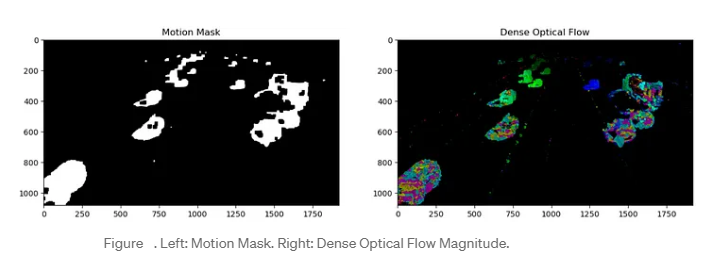 Motion Mask
Dense Optical Flow
0
200
400
600
800
1000
0 250 500 750 1000 1250 1500 1750
0
200
400
600
800
1000
0 250 500 750 1000 1250 1500 1750
Figure . Left: Motion Mask. Right: Dense Optical Flow Magnitude.